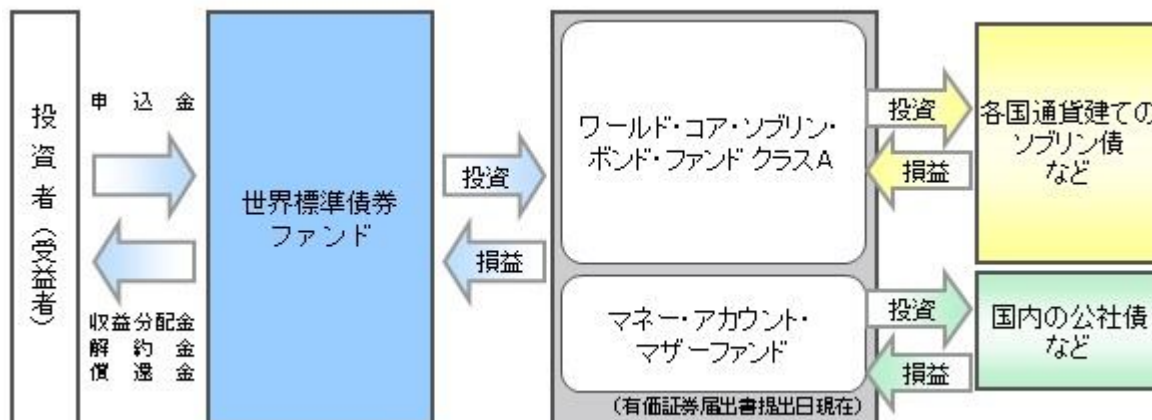 投資者（受益者）
申込金
収益分配金
解約金
償還金
世界標準債券
ファンド
投資
損益
ワールド・コア・ソブリン・
ボンド・ファンド クラスA
マネー・アカウント・
マザーファンド
（有価証券届出書提出日現在）
投資
損益
各国通貨建ての
ソブリン債
など
投資
損益
国内の公社債
など